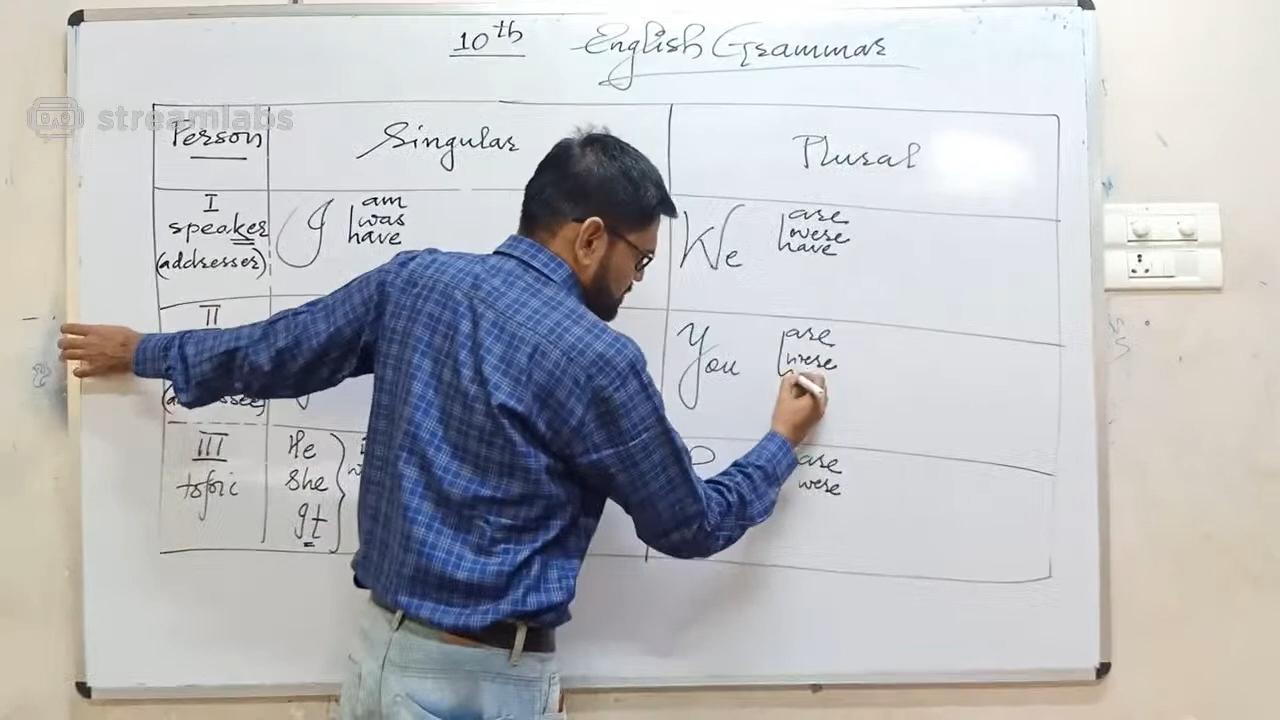 10th English Grammar
streamlabs
Person Singular Plural
I
speaker
(addresser)
I
am
was
have
We
are
were
have
II
You
are
were
III
topic
He
She
It
are
were